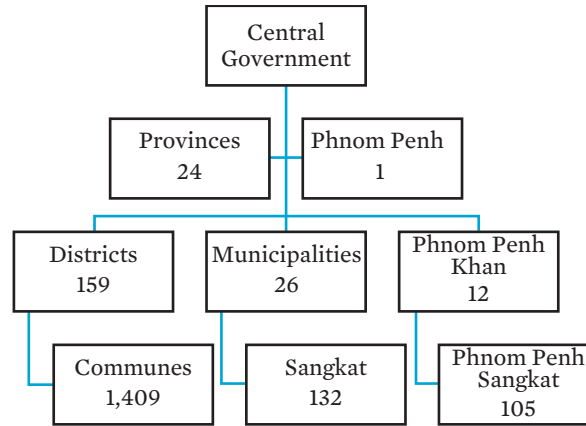 Central
Government
Provinces
24
Phnom Penh
1
Districts
159
Municipalities
26
Phnom Penh
Khan
12
Communes
1,409
Sangkat
132
Phnom Penh
Sangkat
105